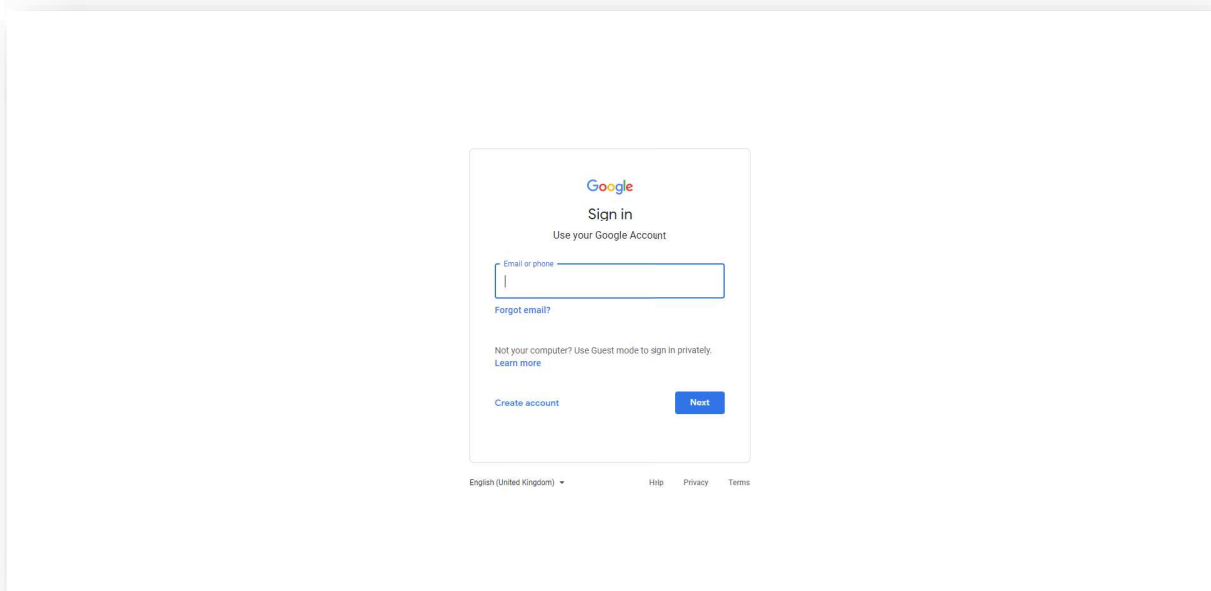 Google
Sign in
Use your Google Account
Email or phone
Forgot email?
Not your computer? Use Guest mode to sign in privately.
Learn more
Create account
Next
English (United Kingdom)
Help
Privacy
Terms